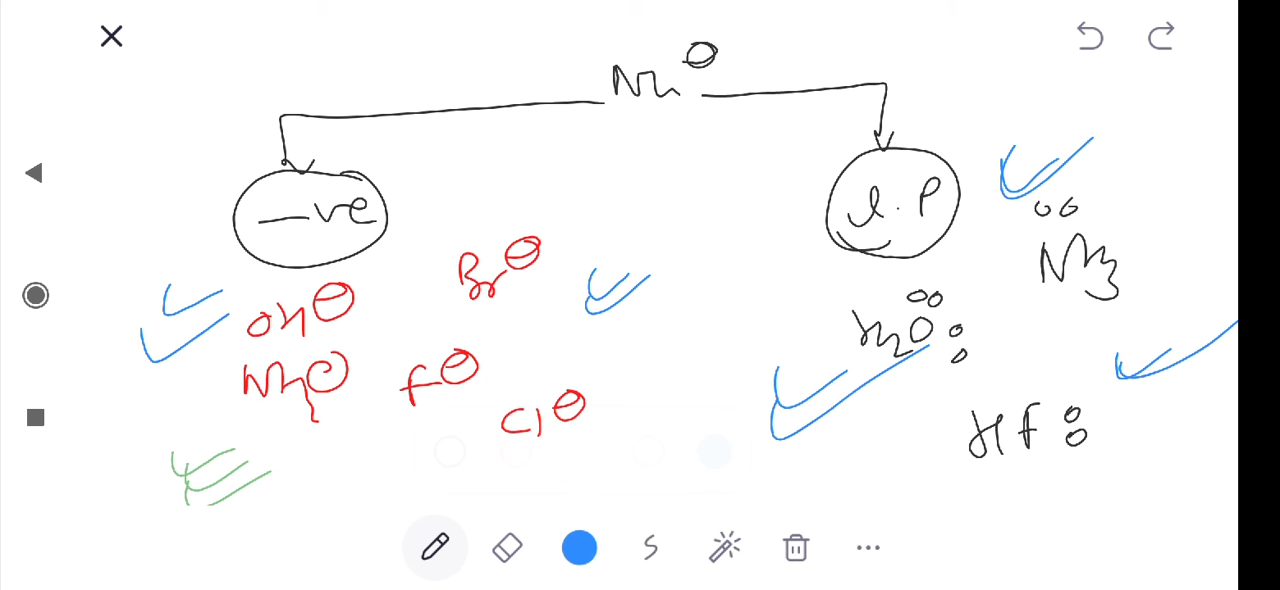 Nu⊖
—ve
l.P
OH⊖
Br⊖
NH2⊖
F⊖
Cl⊖
NH3
H2O
HF